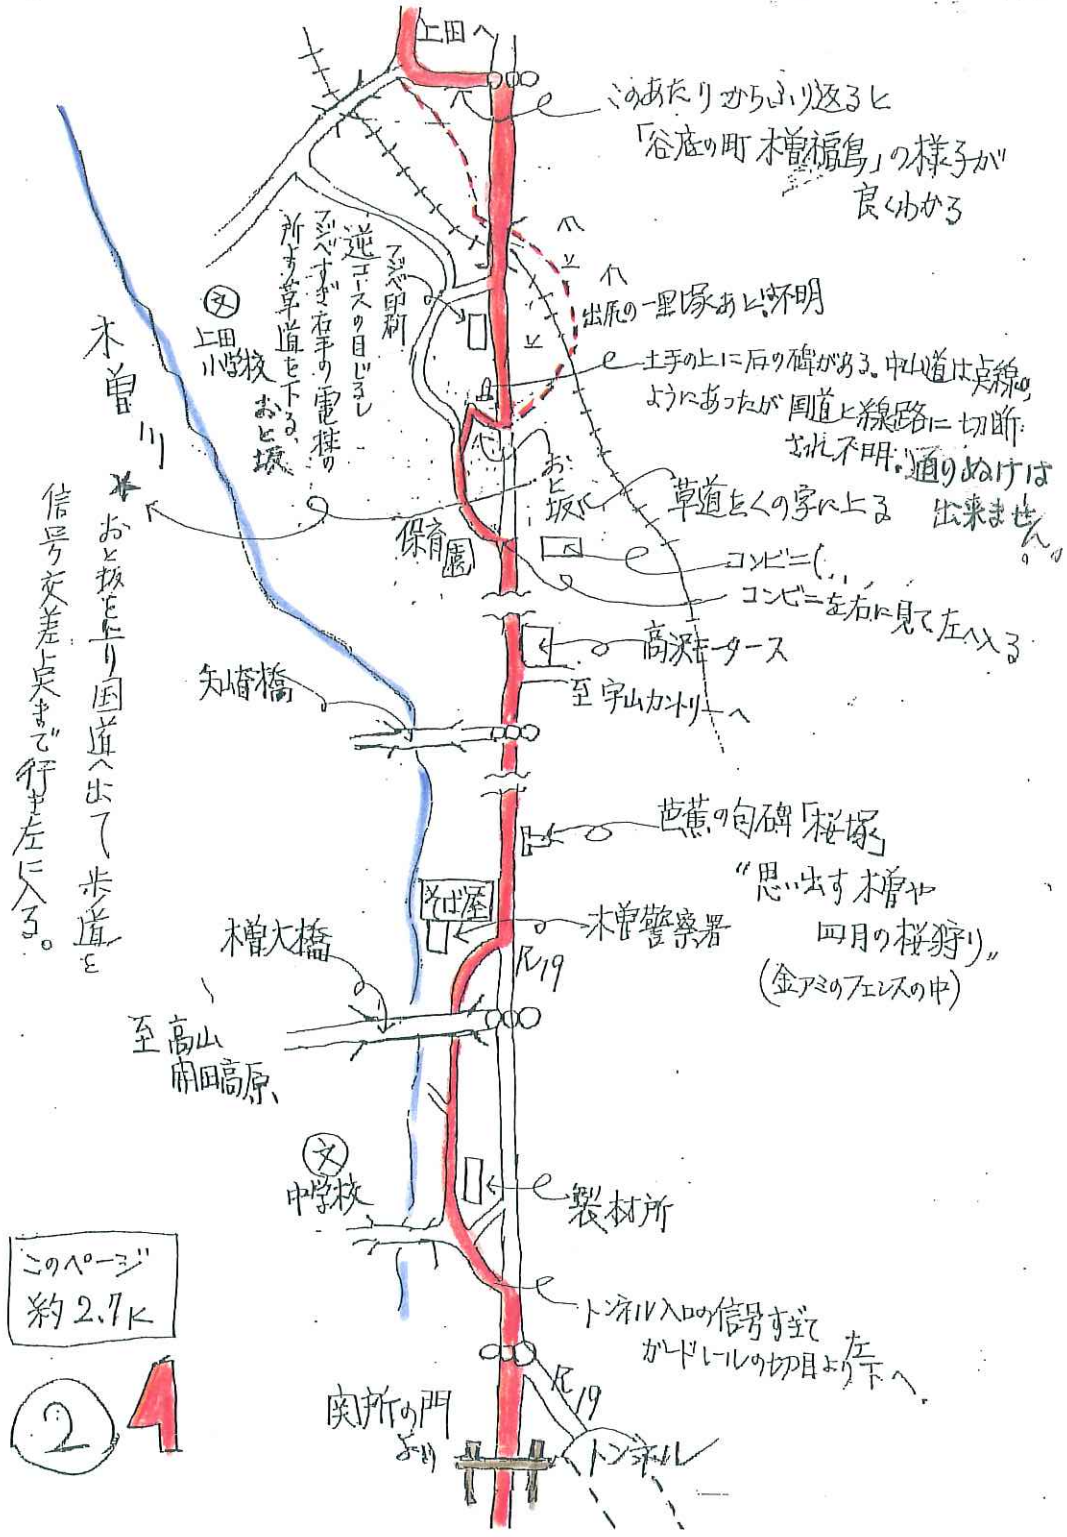 上田へ
このあたりからふり返ると
「谷底の町 木曽福島」の様子が
良くわかる
出尻の一里塚あとは不明
土手の上に石の碑がある。中山道は点線の
ようにあったが国道と線路に切断
され不明。通りぬけは
出来ません。
マジベ印刷
逆コースの目じるし
マジベすぎ右手の電柱の
所より草道を下る、
おと坂
文
上田
小学校
木曽川
おと坂
草道をくの字に上る
保育園
コンビニ
コンビニを右に見て左へ入る
おと坂を上り国道へ出て歩道を
信号交差点まで行き左に入る。
高沢モータース
至宇山カントリーへ
矢崎橋
芭蕉の句碑「桜塚」
"思い出す木曽や
四月の桜狩り"
(金アミのフェンスの中)
そば屋
木曽警察署
R19
木曽大橋
至高山
開田高原、
文
中学校
製材所
このページ
約2.7K
トンネル入口の信号すぎて
ガードレールの切目より左下へ。
R19
関所の門
より
トンネル
2
1